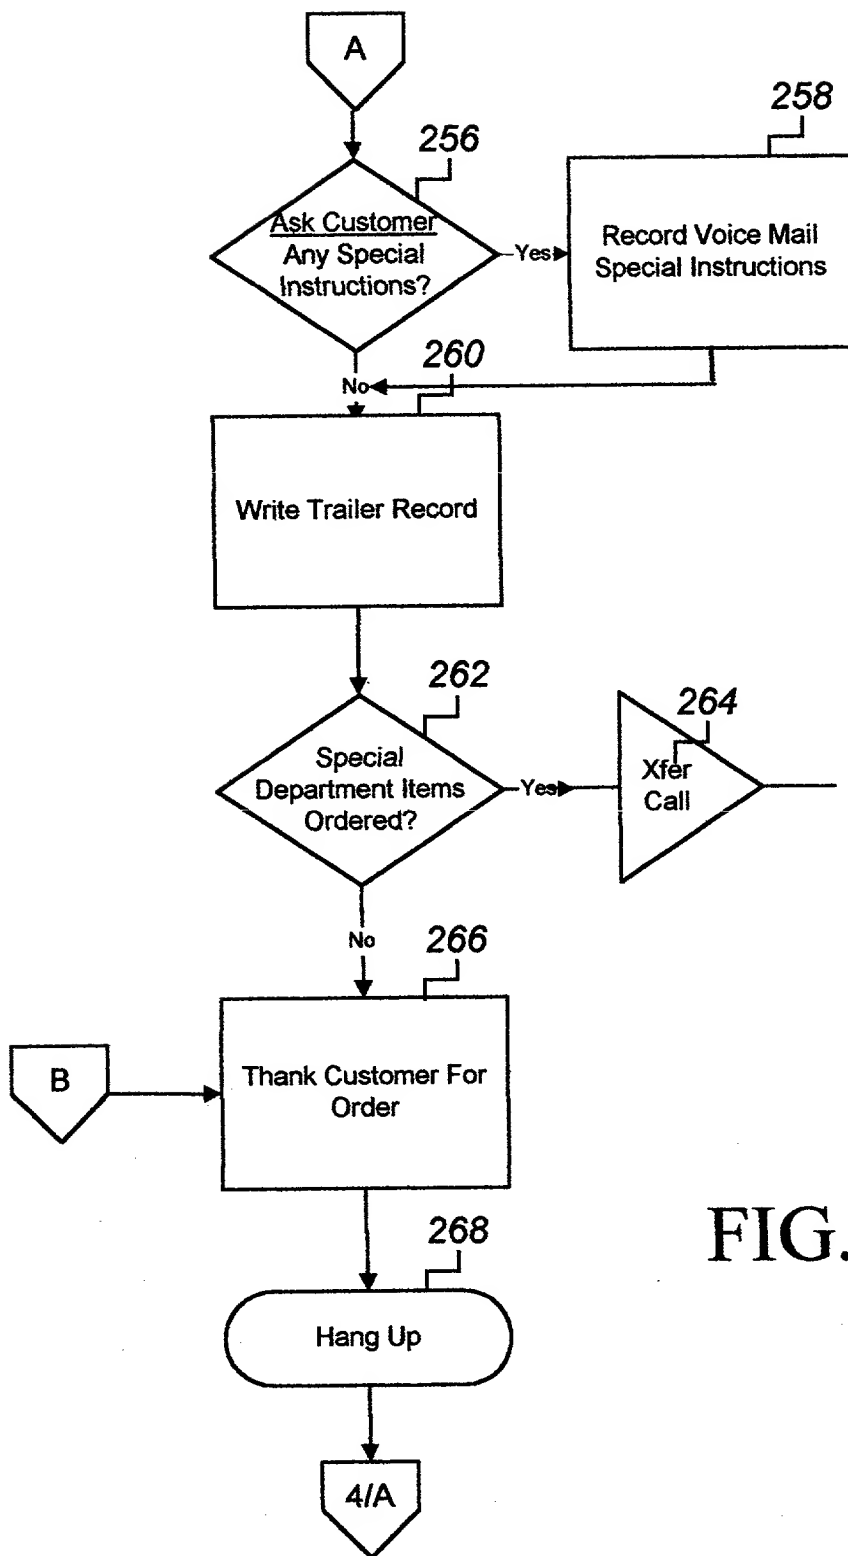 A
256
258
Ask Customer
Any Special
Instructions?
Yes
Record Voice Mail
Special Instructions
No
260
Write Trailer Record
262
264
Special
Department Items
Ordered?
Yes
Xfer
Call
No
266
B
Thank Customer For
Order
268
FIG.
Hang Up
4/A